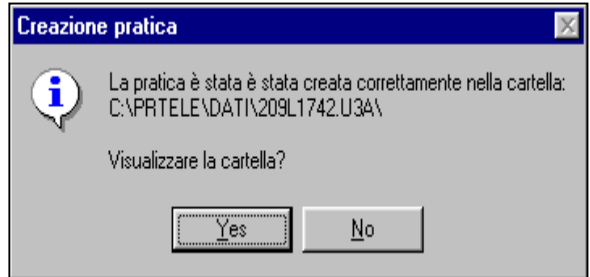 Creazione pratica
La pratica è stata è stata creata correttamente nella cartella:
C:\PRTELE\DATI\209L1742.U3A\
Visualizzare la cartella?
Yes
No